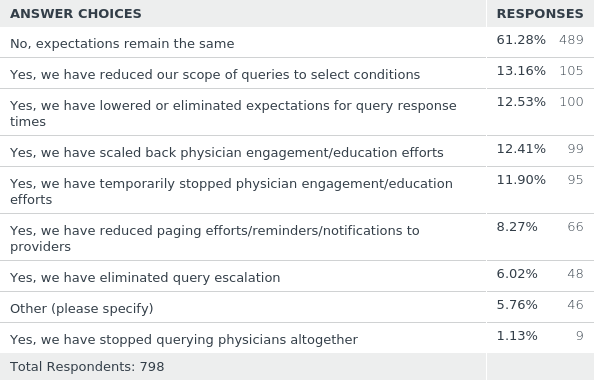 ANSWER CHOICES RESPONSES
No, expectations remain the same 61.28% 489
Yes, we have reduced our scope of queries to select conditions 13.16% 105
Yes, we have lowered or eliminated expectations for query response 12.53% 100
times
Yes, we have scaled back physician engagement/education efforts 12.41% 99
Yes, we have temporarily stopped physician engagement/education 11.90% 95
efforts
Yes, we have reduced paging efforts/reminders/notifications to 8.27% 66
providers
Yes, we have eliminated query escalation 6.02% 48
Other (please specify) 5.76% 46
Yes, we have stopped querying physicians altogether 1.13% 9
Total Respondents: 798